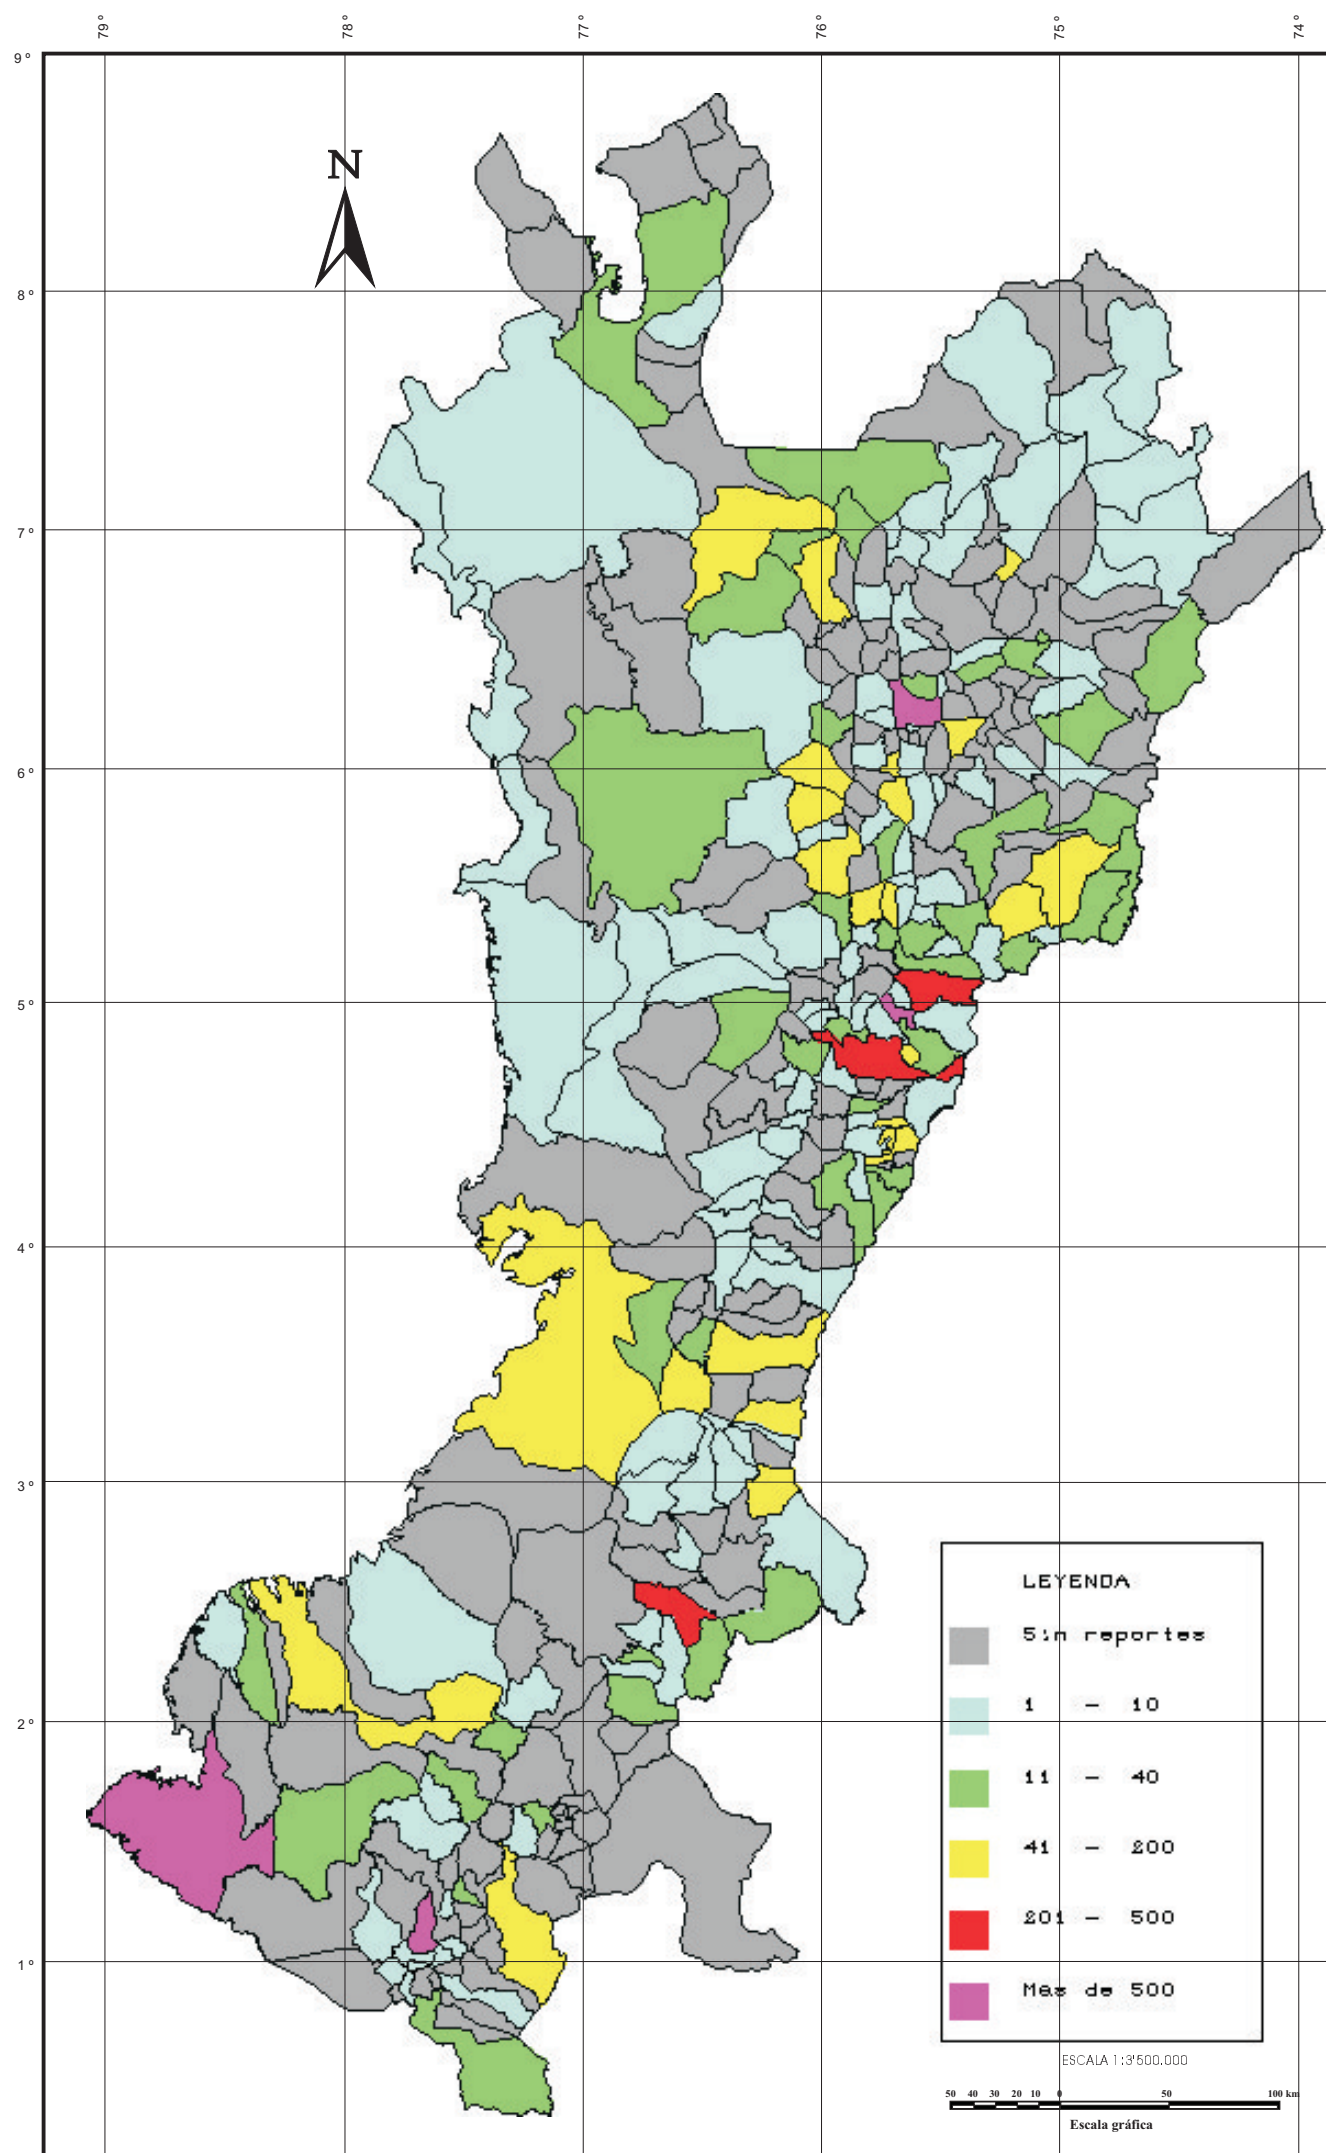 79° 78° 77° 76° 75° 74°
9°
N
8°
7°
6°
5°
4°
3°
LEYENDA
Sin reportes
1 - 10
2°
11 - 40
41 - 200
201 - 500
1°
Mas de 500
ESCALA 1:3'500.000
50 40 30 20 10 0 50 100 km
Escala gráfica